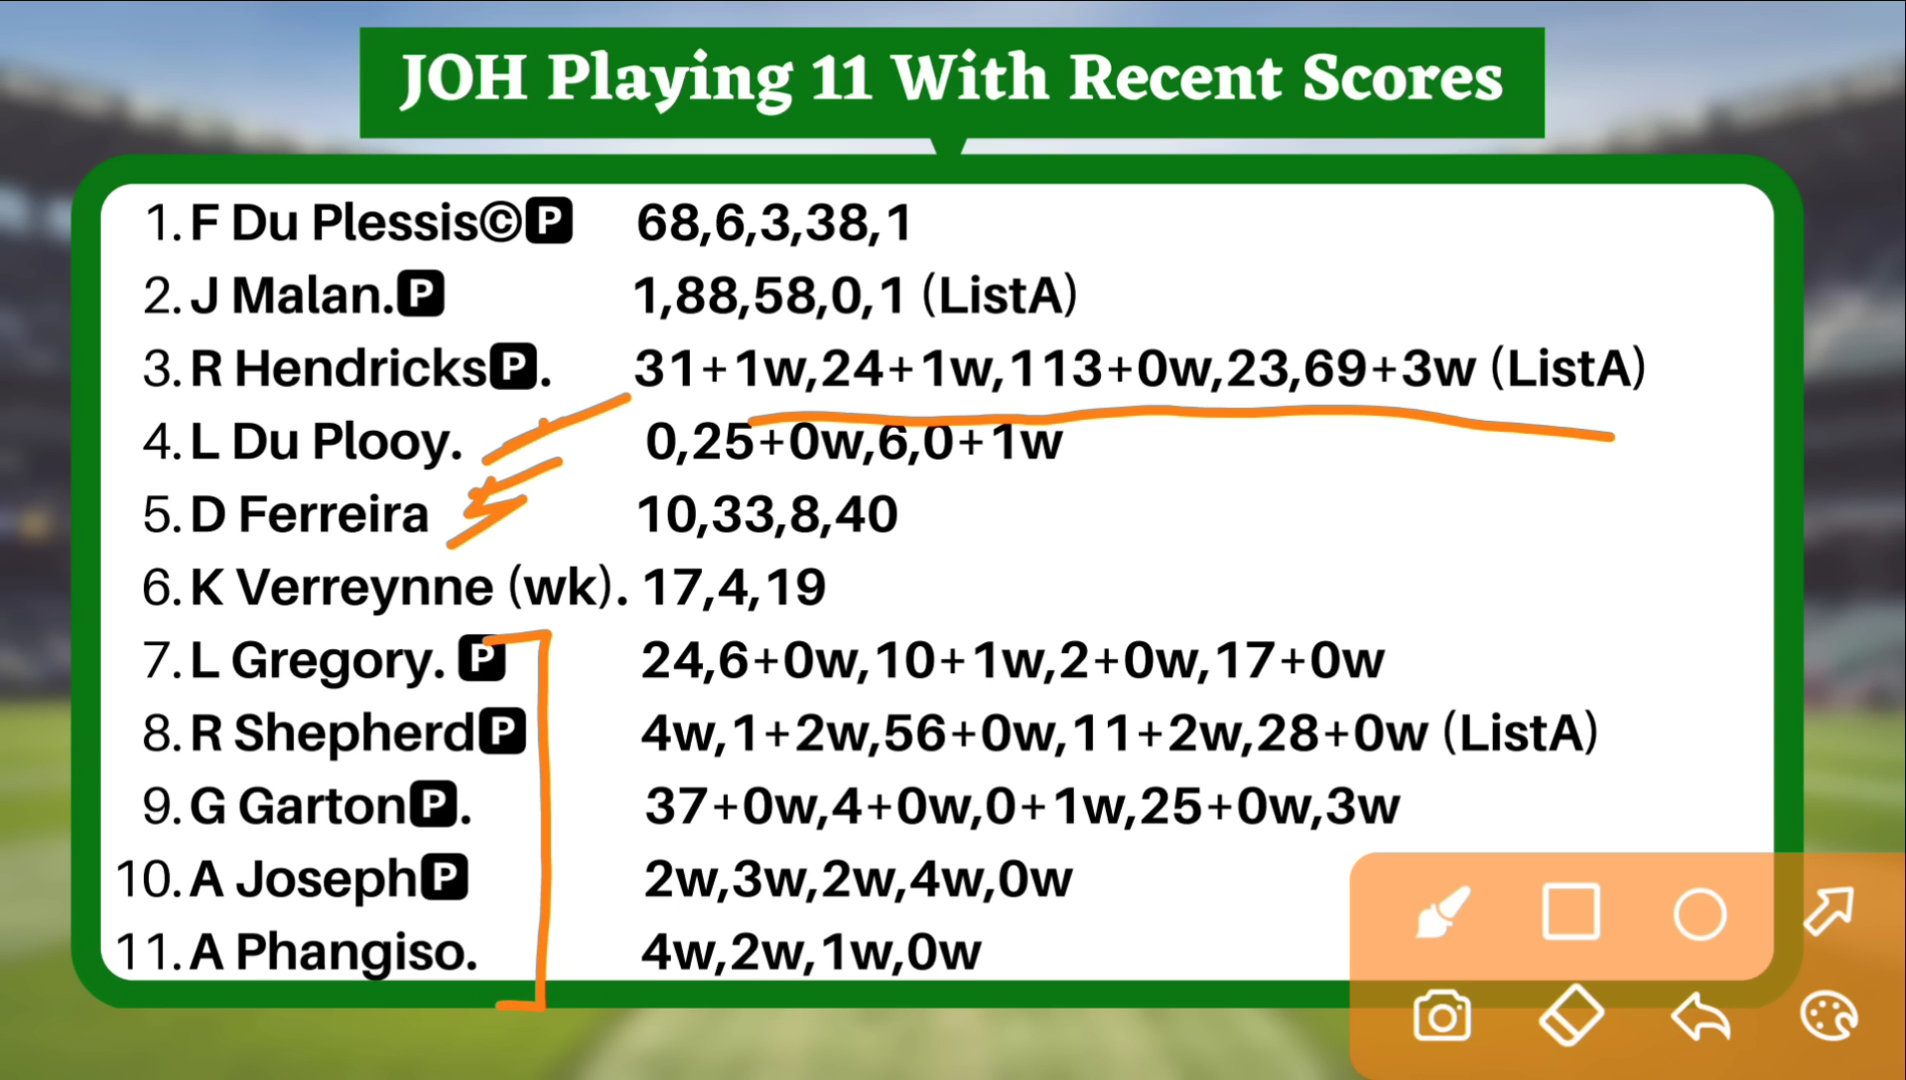 JOH Playing 11 With Recent Scores
1. F Du Plessis©🅿 68,6,3,38,1
2. J Malan.🅿 1,88,58,0,1 (ListA)
3. R Hendricks🅿. 31+1w,24+1w,113+0w,23,69+3w (ListA)
4. L Du Plooy. 0,25+0w,6,0+1w
5. D Ferreira 10,33,8,40
6. K Verreynne (wk). 17,4,19
7. L Gregory. 🅿 24,6+0w,10+1w,2+0w,17+0w
8. R Shepherd🅿 4w,1+2w,56+0w,11+2w,28+0w (ListA)
9. G Garton🅿. 37+0w,4+0w,0+1w,25+0w,3w
10. A Joseph🅿 2w,3w,2w,4w,0w
11. A Phangiso. 4w,2w,1w,0w